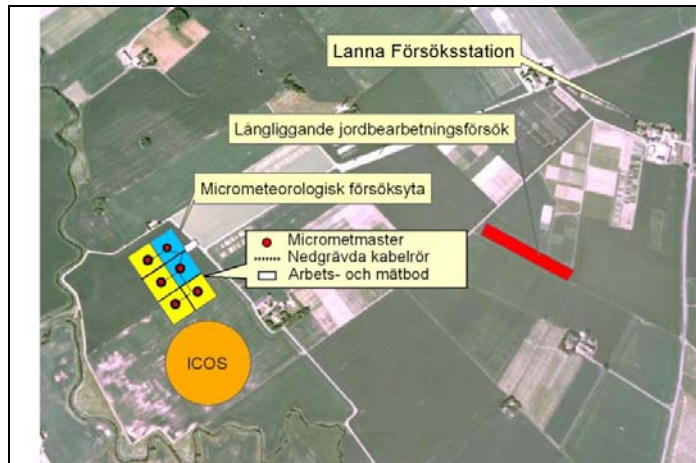 Lanna Försöksstation
Långliggande jordbearbetningsförsök
Micrometeorologisk försöksyta
Micrometmaster
Nedgrävda kabelrör
Arbets- och mätbod
ICOS